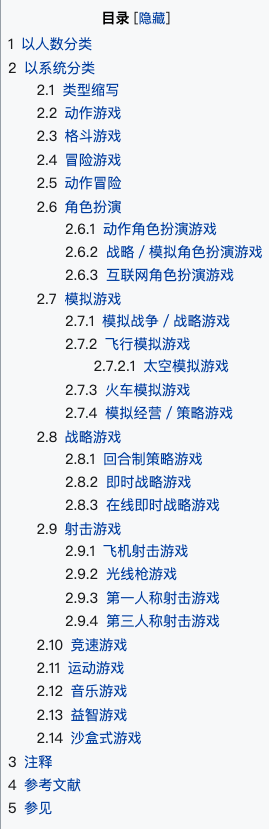 目录 [隐藏]
1 以人数分类
2 以系统分类
2.1 类型缩写
2.2 动作游戏
2.3 格斗游戏
2.4 冒险游戏
2.5 动作冒险
2.6 角色扮演
2.6.1 动作角色扮演游戏
2.6.2 战略／模拟角色扮演游戏
2.6.3 互联网角色扮演游戏
2.7 模拟游戏
2.7.1 模拟战争／战略游戏
2.7.2 飞行模拟游戏
2.7.2.1 太空模拟游戏
2.7.3 火车模拟游戏
2.7.4 模拟经营／策略游戏
2.8 战略游戏
2.8.1 回合制策略游戏
2.8.2 即时战略游戏
2.8.3 在线即时战略游戏
2.9 射击游戏
2.9.1 飞机射击游戏
2.9.2 光线枪游戏
2.9.3 第一人称射击游戏
2.9.4 第三人称射击游戏
2.10 竞速游戏
2.11 运动游戏
2.12 音乐游戏
2.13 益智游戏
2.14 沙盒式游戏
3 注释
4 参考文献
5 参见